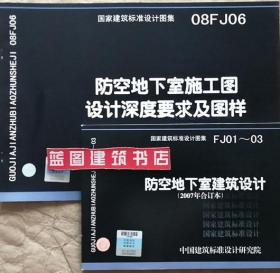 国家建筑标准设计图集
08FJ06
防空地下室施工图
设计深度要求及图样
GUOJIAJIANZHUBIAOZHUNSHEJI 08FJ06
蓝图建筑书店
国家建筑标准设计图集 FJ01～03
防空地下室建筑设计
(2007年合订本)
中国建筑标准设计研究院